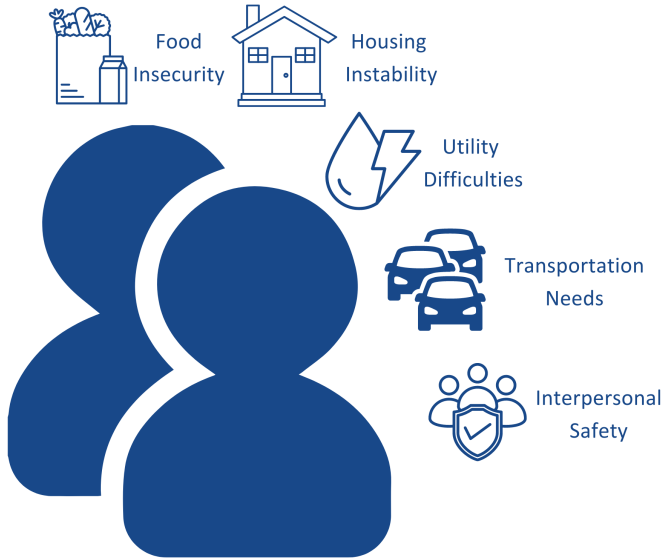 Food
Insecurity
Housing
Instability
Utility
Difficulties
Transportation
Needs
Interpersonal
Safety